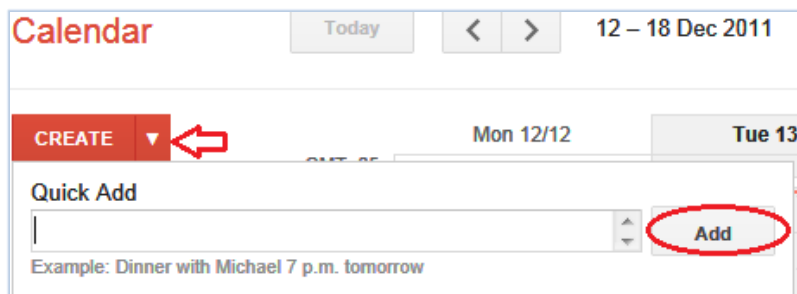 Calendar Today < > 12 – 18 Dec 2011
CREATE Mon 12/12 Tue 13
Quick Add
Add
Example: Dinner with Michael 7 p.m. tomorrow